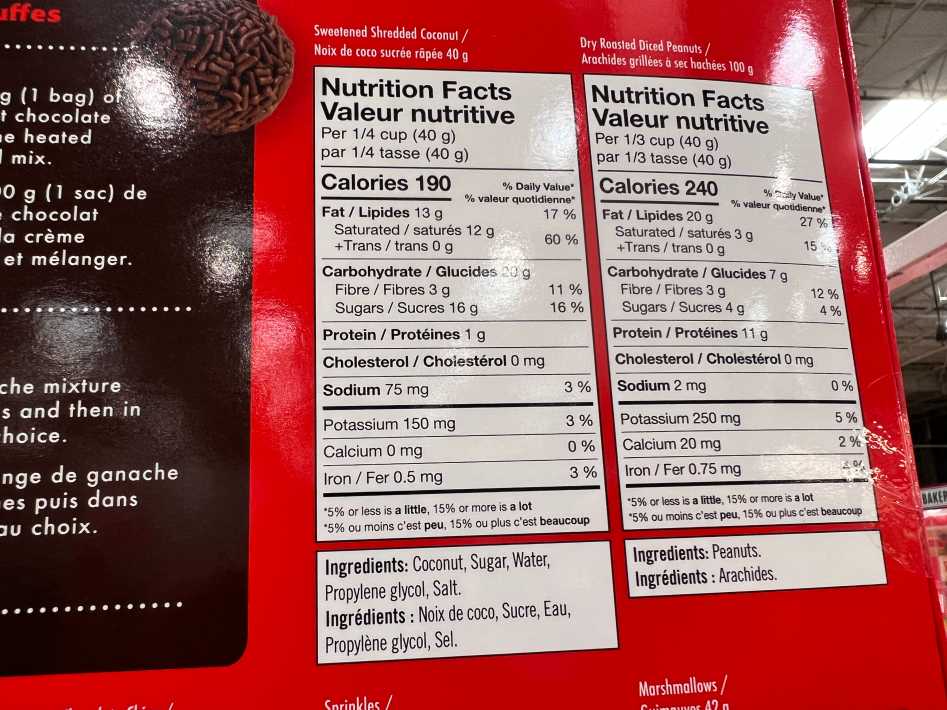 uffes
g (1 bag) of
t chocolate
e heated
mix.
0 g (1 sac) de
chocolat
la crème
et mélanger.
che mixture
s and then in
hoice.
nge de ganache
es puis dans
au choix.
Sweetened Shredded Coconut /
Noix de coco sucrée râpée 40 g
Nutrition Facts
Valeur nutritive
Per 1/4 cup (40 g)
par 1/4 tasse (40 g)
Calories 190
% Daily Value*
% valeur quotidienne*
Fat / Lipides 13 g 17 %
Saturated / saturés 12 g
+Trans / trans 0 g 60 %
Carbohydrate / Glucides 20 g
Fibre / Fibres 3 g 11 %
Sugars / Sucres 16 g 16 %
Protein / Protéines 1 g
Cholesterol / Cholestérol 0 mg
Sodium 75 mg 3 %
Potassium 150 mg 3 %
Calcium 0 mg 0 %
Iron / Fer 0.5 mg 3 %
*5% or less is a little, 15% or more is a lot
*5% ou moins c'est peu, 15% ou plus c'est beaucoup
Ingredients: Coconut, Sugar, Water,
Propylene glycol, Salt.
Ingrédients : Noix de coco, Sucre, Eau,
Propylène glycol, Sel.
Dry Roasted Diced Peanuts /
Arachides grillées à sec hachées 100 g
Nutrition Facts
Valeur nutritive
Per 1/3 cup (40 g)
par 1/3 tasse (40 g)
Calories 240
% Daily Value*
% valeur quotidienne*
Fat / Lipides 20 g 27 %
Saturated / saturés 3 g
+Trans / trans 0 g 15 %
Carbohydrate / Glucides 7 g
Fibre / Fibres 3 g 12 %
Sugars / Sucres 4 g 4 %
Protein / Protéines 11 g
Cholesterol / Cholestérol 0 mg
Sodium 2 mg 0 %
Potassium 250 mg 5 %
Calcium 20 mg 2 %
Iron / Fer 0.75 mg
*5% or less is a little, 15% or more is a lot
*5% ou moins c'est peu, 15% ou plus c'est beaucoup
Ingredients: Peanuts.
Ingrédients : Arachides.
Sprinkles /
Marshmallows /
BAKER